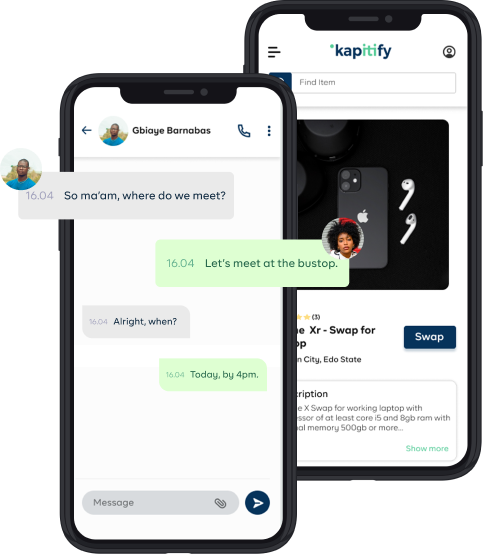 kapitify
Find Item
Gbiaye Barnabas
16.04 So ma'am, where do we meet?
16.04 Let's meet at the bustop.
16.04 Alright, when?
16.04 Today, by 4pm.
Message
(3)
Xr - Swap for
Swap
City, Edo State
X Swap for working laptop with
of at least core i5 and 8gb ram with
memory 500gb or more...
Show more